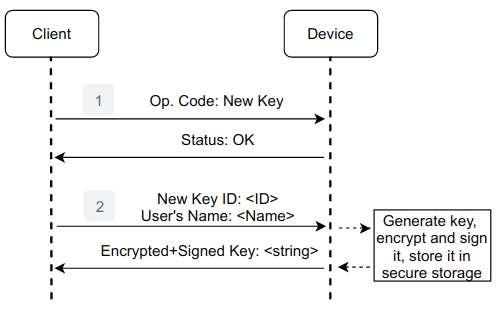 Client
Device
1
Op. Code: New Key
Status: OK
2
New Key ID: <ID>
User's Name: <Name>
Generate key,
encrypt and sign
it, store it in
secure storage
Encrypted+Signed Key: <string>